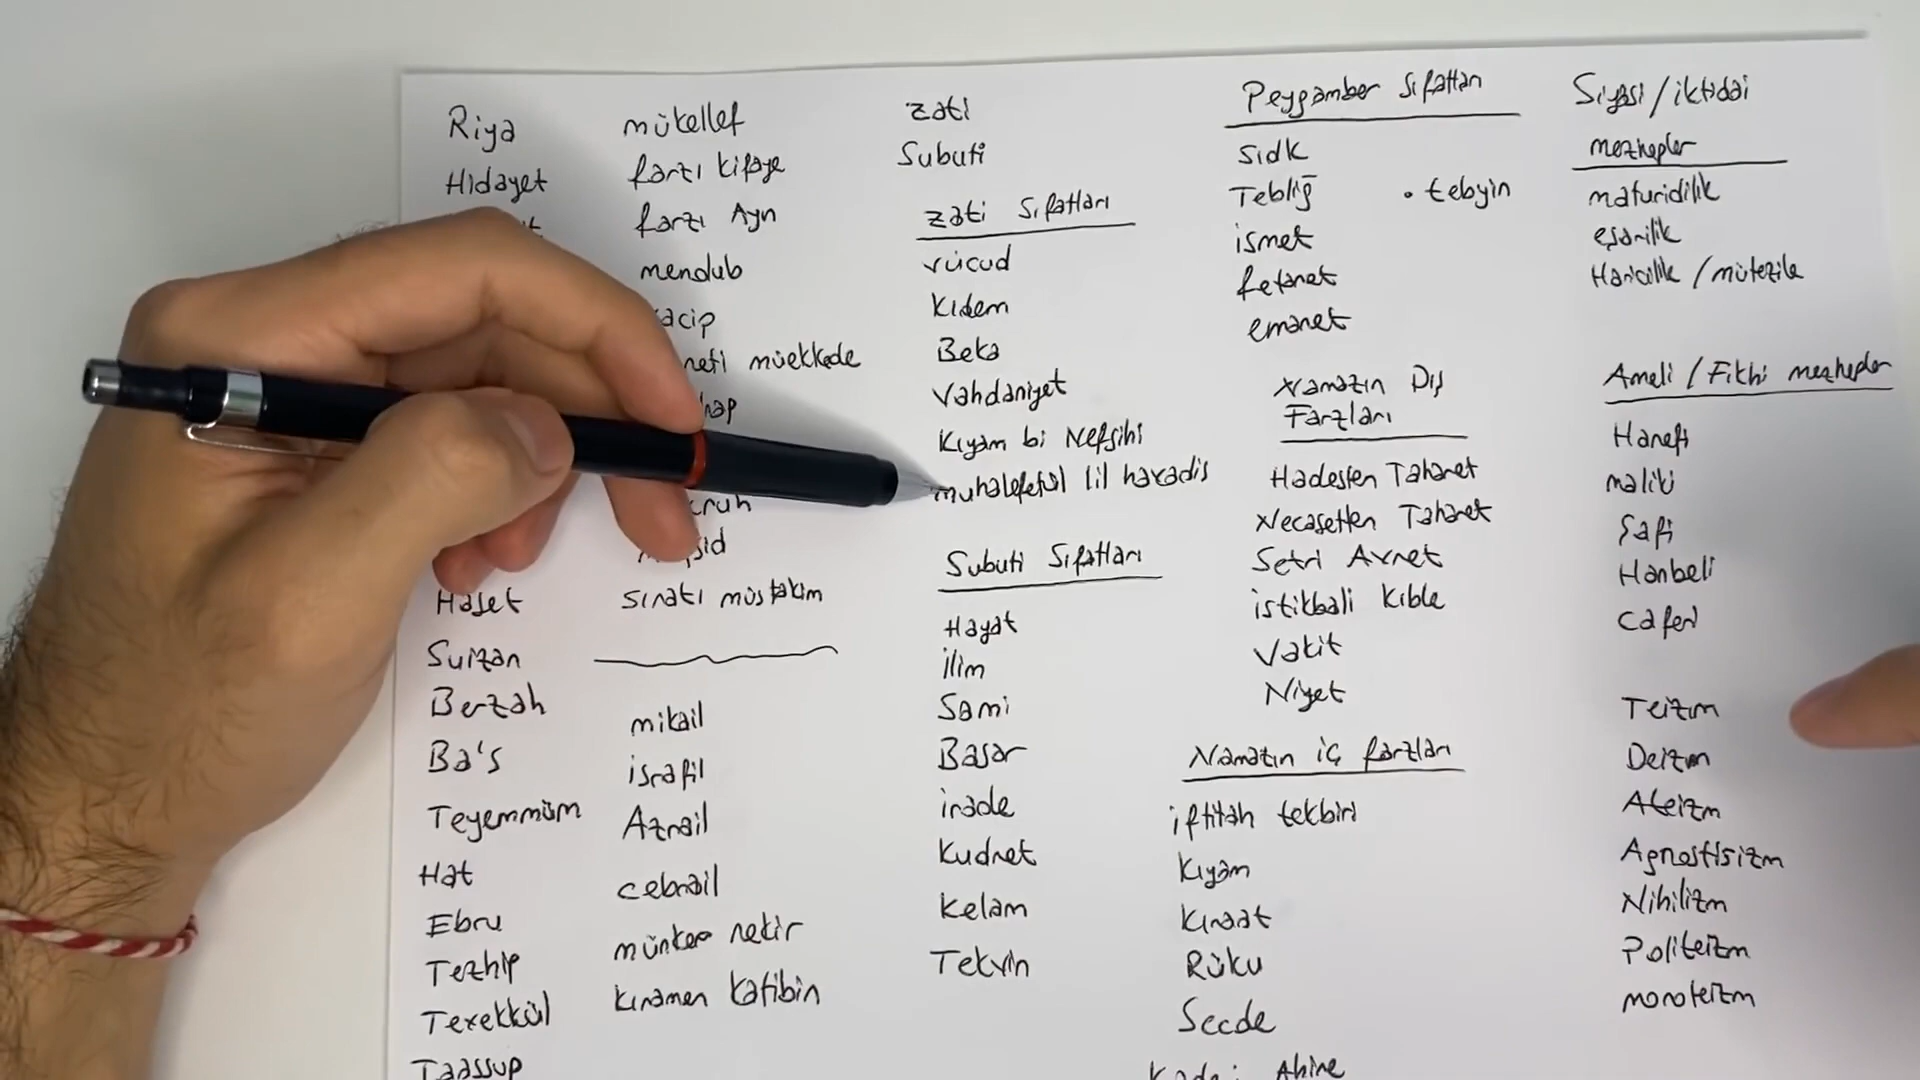 Riya
Hidayet
Haset
Suizan
Berzah
Ba's
Teyemmüm
Hat
Ebru
Tezhip
Tevekkül
Taassup
mükellef
farzı kifaye
farzı Ayn
mendub
müekkede
sıratı müstakim
mikail
israfil
Azrail
cebrail
münker nekir
kiramen katibin
zati
Subuti
zati Sıfatları
vücud
Kıdem
Beka
Vahdaniyet
Kıyam bi Nefsihi
muhalefetül lil havadis
Subuti Sıfatları
Hayat
ilim
Semi
Basar
irade
Kudret
Kelam
Tekvin
Peygamber Sıfatları
Sıdk
Tebliğ • tebyin
ismet
fetanet
emanet
Namazın Dış
Farzları
Hadesten Taharet
Necasetten Taharet
Setri Avret
istikbali Kıble
Vakit
Niyet
Namazın iç farzları
iftitah tekbiri
Kıyam
Kıraat
Rüku
Secde
Ahire
Siyasi / iktidai
mezhepler
maturidilik
eşarilik
Haricilik / mütezile
Ameli / Fıkhi mezhepler
Hanefi
maliki
Şafi
Hanbeli
Caferi
Teizm
Deizm
Ateizm
Agnostisizm
Nihilizm
Politeizm
monoteizm